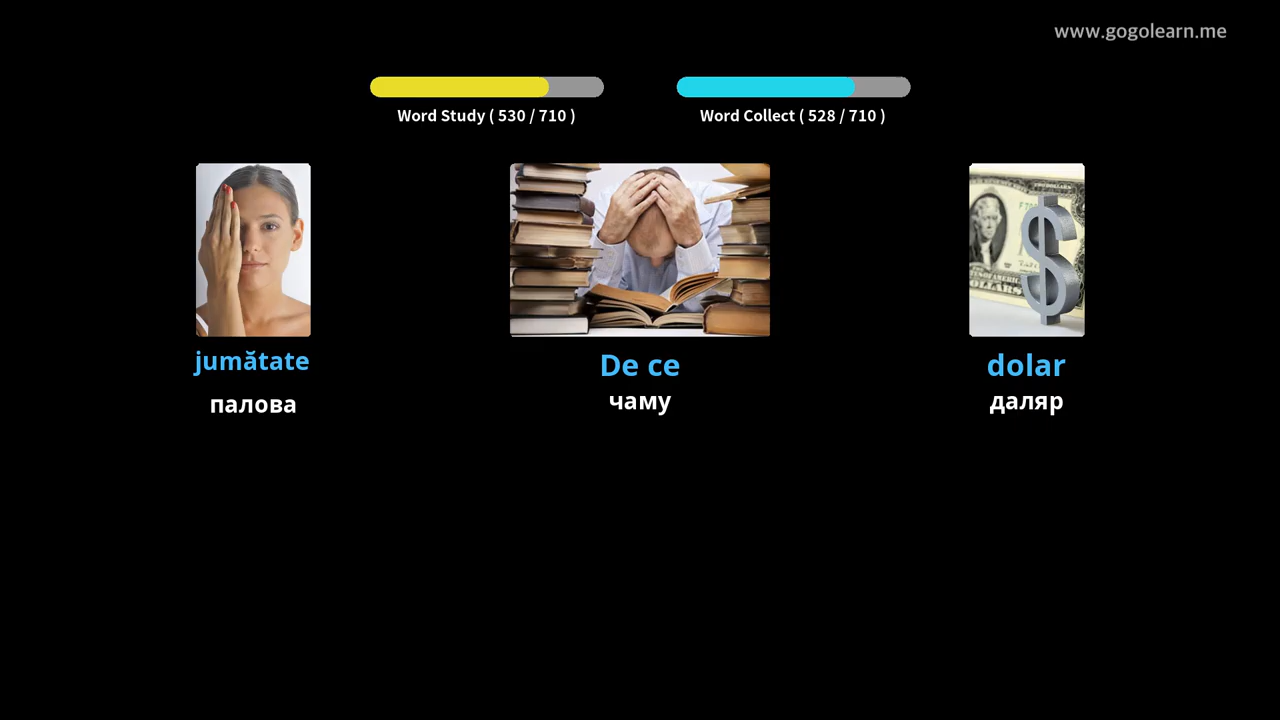 www.gogolearn.me
Word Study ( 530 / 710 )
Word Collect ( 528 / 710 )
jumătate
палова
De ce
чаму
dolar
даляр